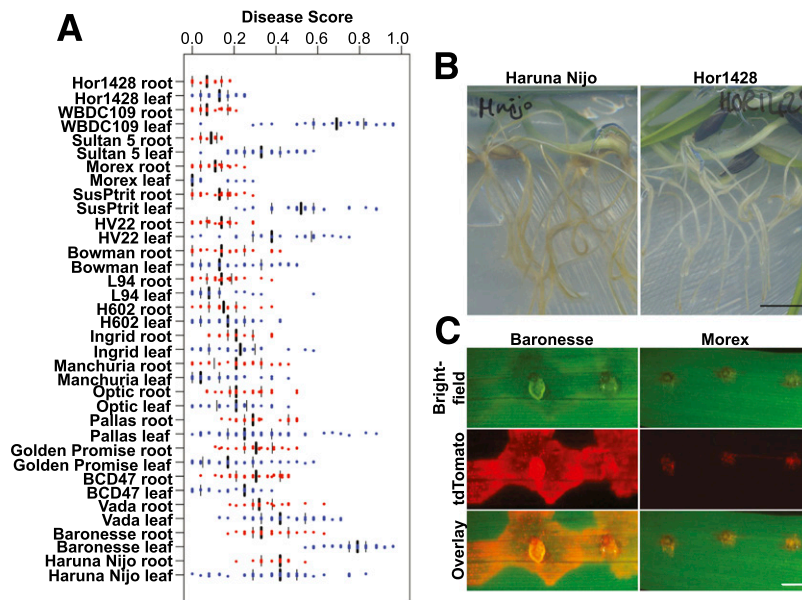 A
Disease Score
0.0 0.2 0.4 0.6 0.8 1.0
Hor1428 root
Hor1428 leaf
WBDC109 root
WBDC109 leaf
Sultan 5 root
Sultan 5 leaf
Morex root
Morex leaf
SusPtrit root
SusPtrit leaf
HV22 root
HV22 leaf
Bowman root
Bowman leaf
L94 root
L94 leaf
H602 root
H602 leaf
Ingrid root
Ingrid leaf
Manchuria root
Manchuria leaf
Optic root
Optic leaf
Pallas root
Pallas leaf
Golden Promise root
Golden Promise leaf
BCD47 root
BCD47 leaf
Vada root
Vada leaf
Baronesse root
Baronesse leaf
Haruna Nijo root
Haruna Nijo leaf
B
Haruna Nijo Hor1428
Hnijo
C
Baronesse Morex
Bright-
field
tdTomato
Overlay